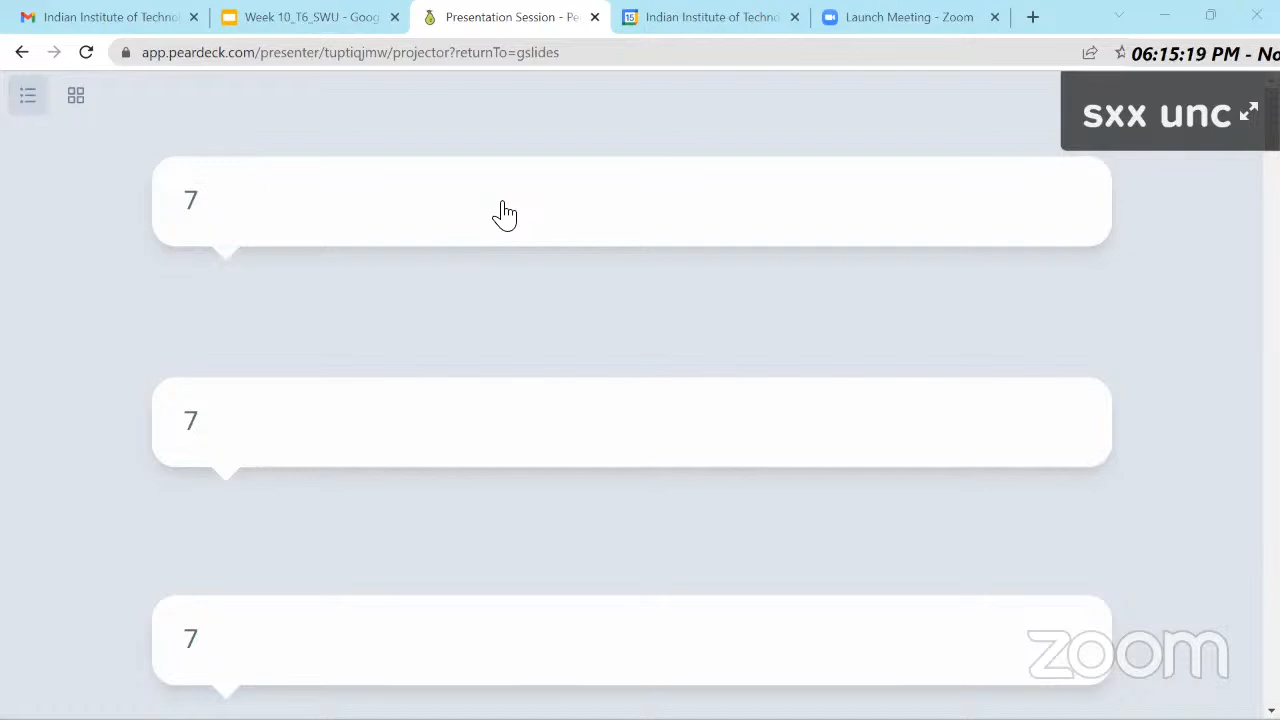 Indian Institute of Technol
Week 10_T6_SWU - Goog
Presentation Session - Pe
Indian Institute of Techno
Launch Meeting - Zoom
app.peardeck.com/presenter/tuptiqjmw/projector?returnTo=gslides
06:15:19 PM - No
sxx unc
7
7
7
zoom